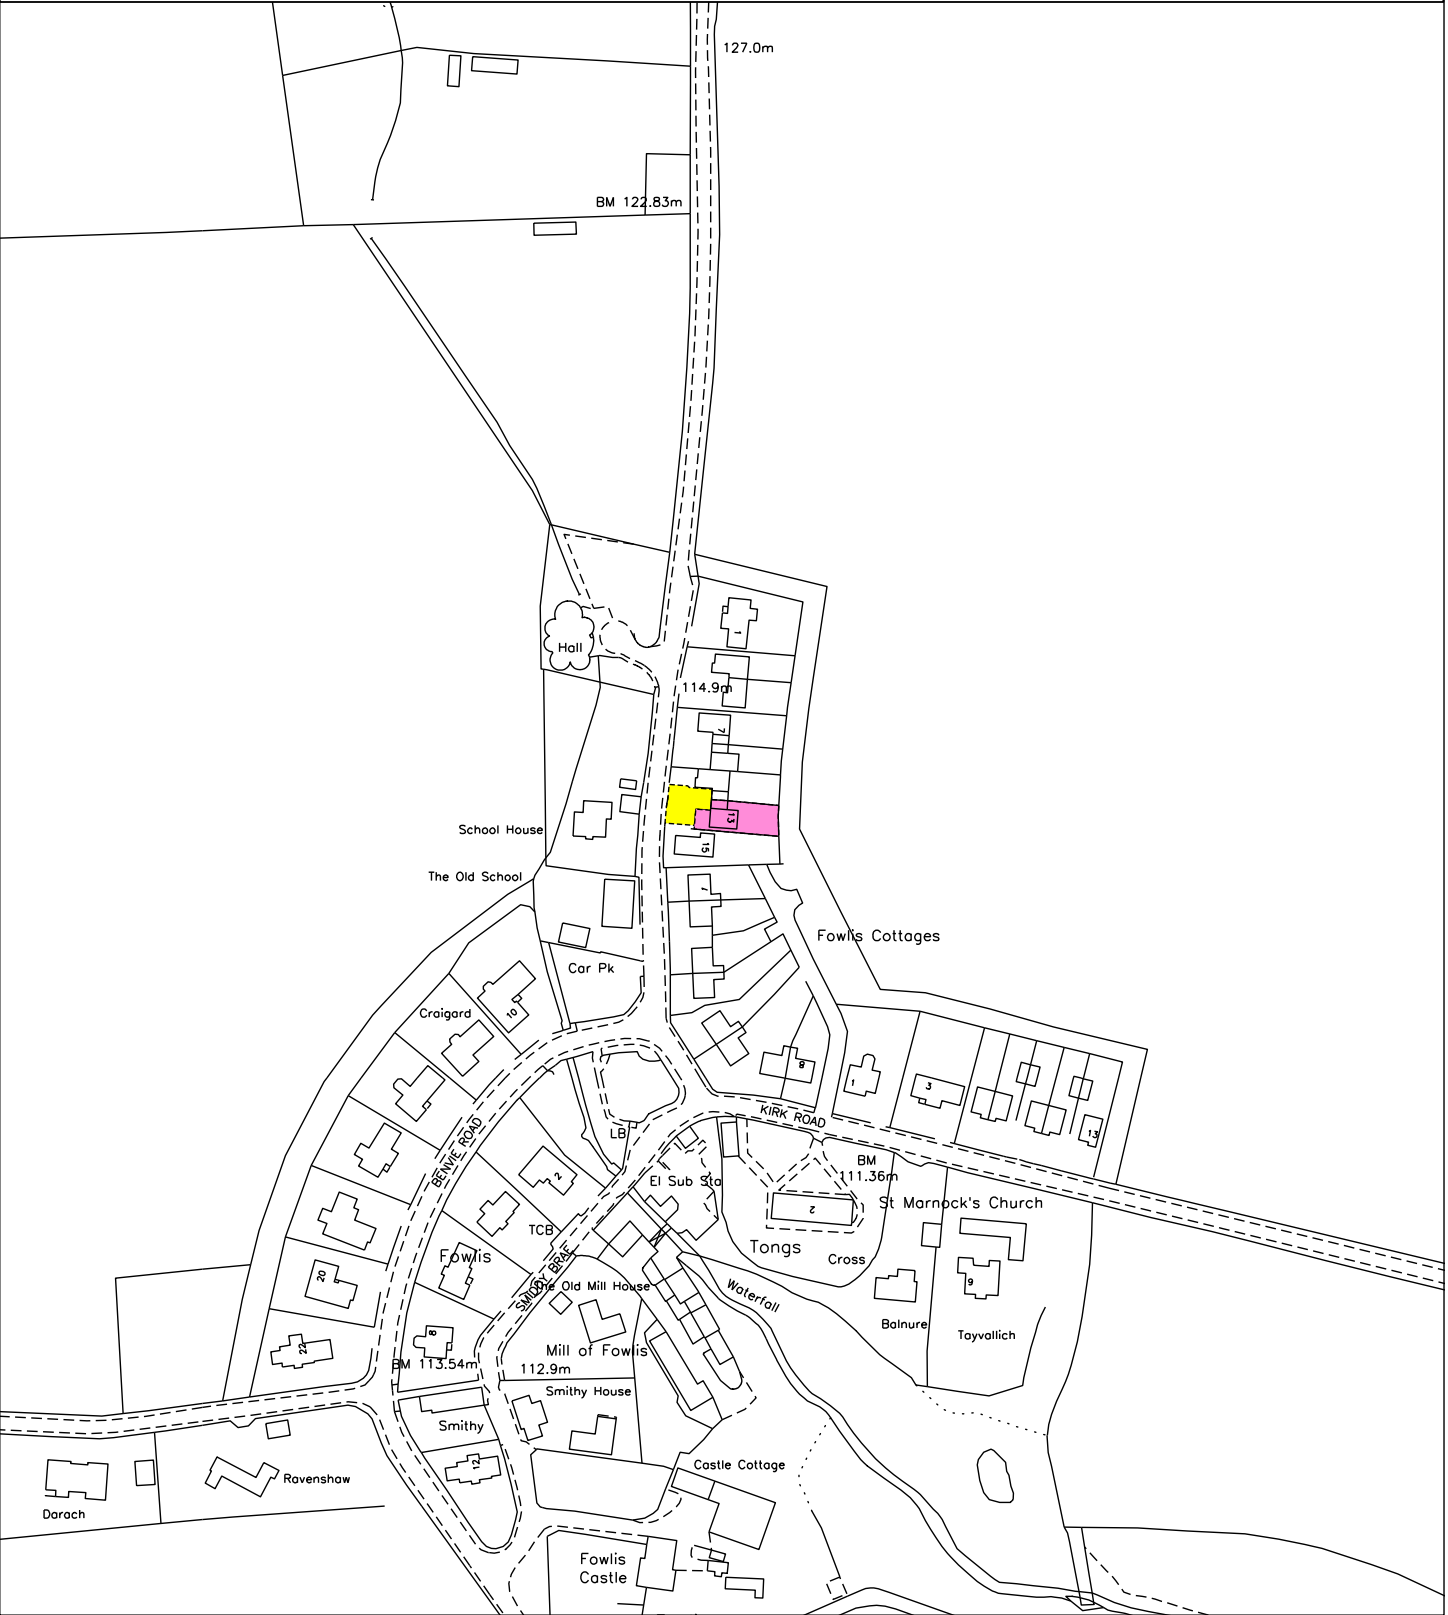 127.0m
BM 122.83m
1
Hall
114.9m
7
13
School House
15
The Old School
1
Fowlis Cottages
Car Pk
Craigard
10
8
1
3
KIRK ROAD
LB
13
BENVIE ROAD
BM
111.36m
2
El Sub Sta
St Marnock's Church
2
TCB
Tongs
Fowlis
Cross
20
SMIDDY BRAE
The Old Mill House
9
Waterfall
Balnure
Tayvallich
8
22
Mill of Fowlis
BM 113.54m
112.9m
Smithy House
Smithy
12
Castle Cottage
Ravenshaw
Darach
Fowlis
Castle